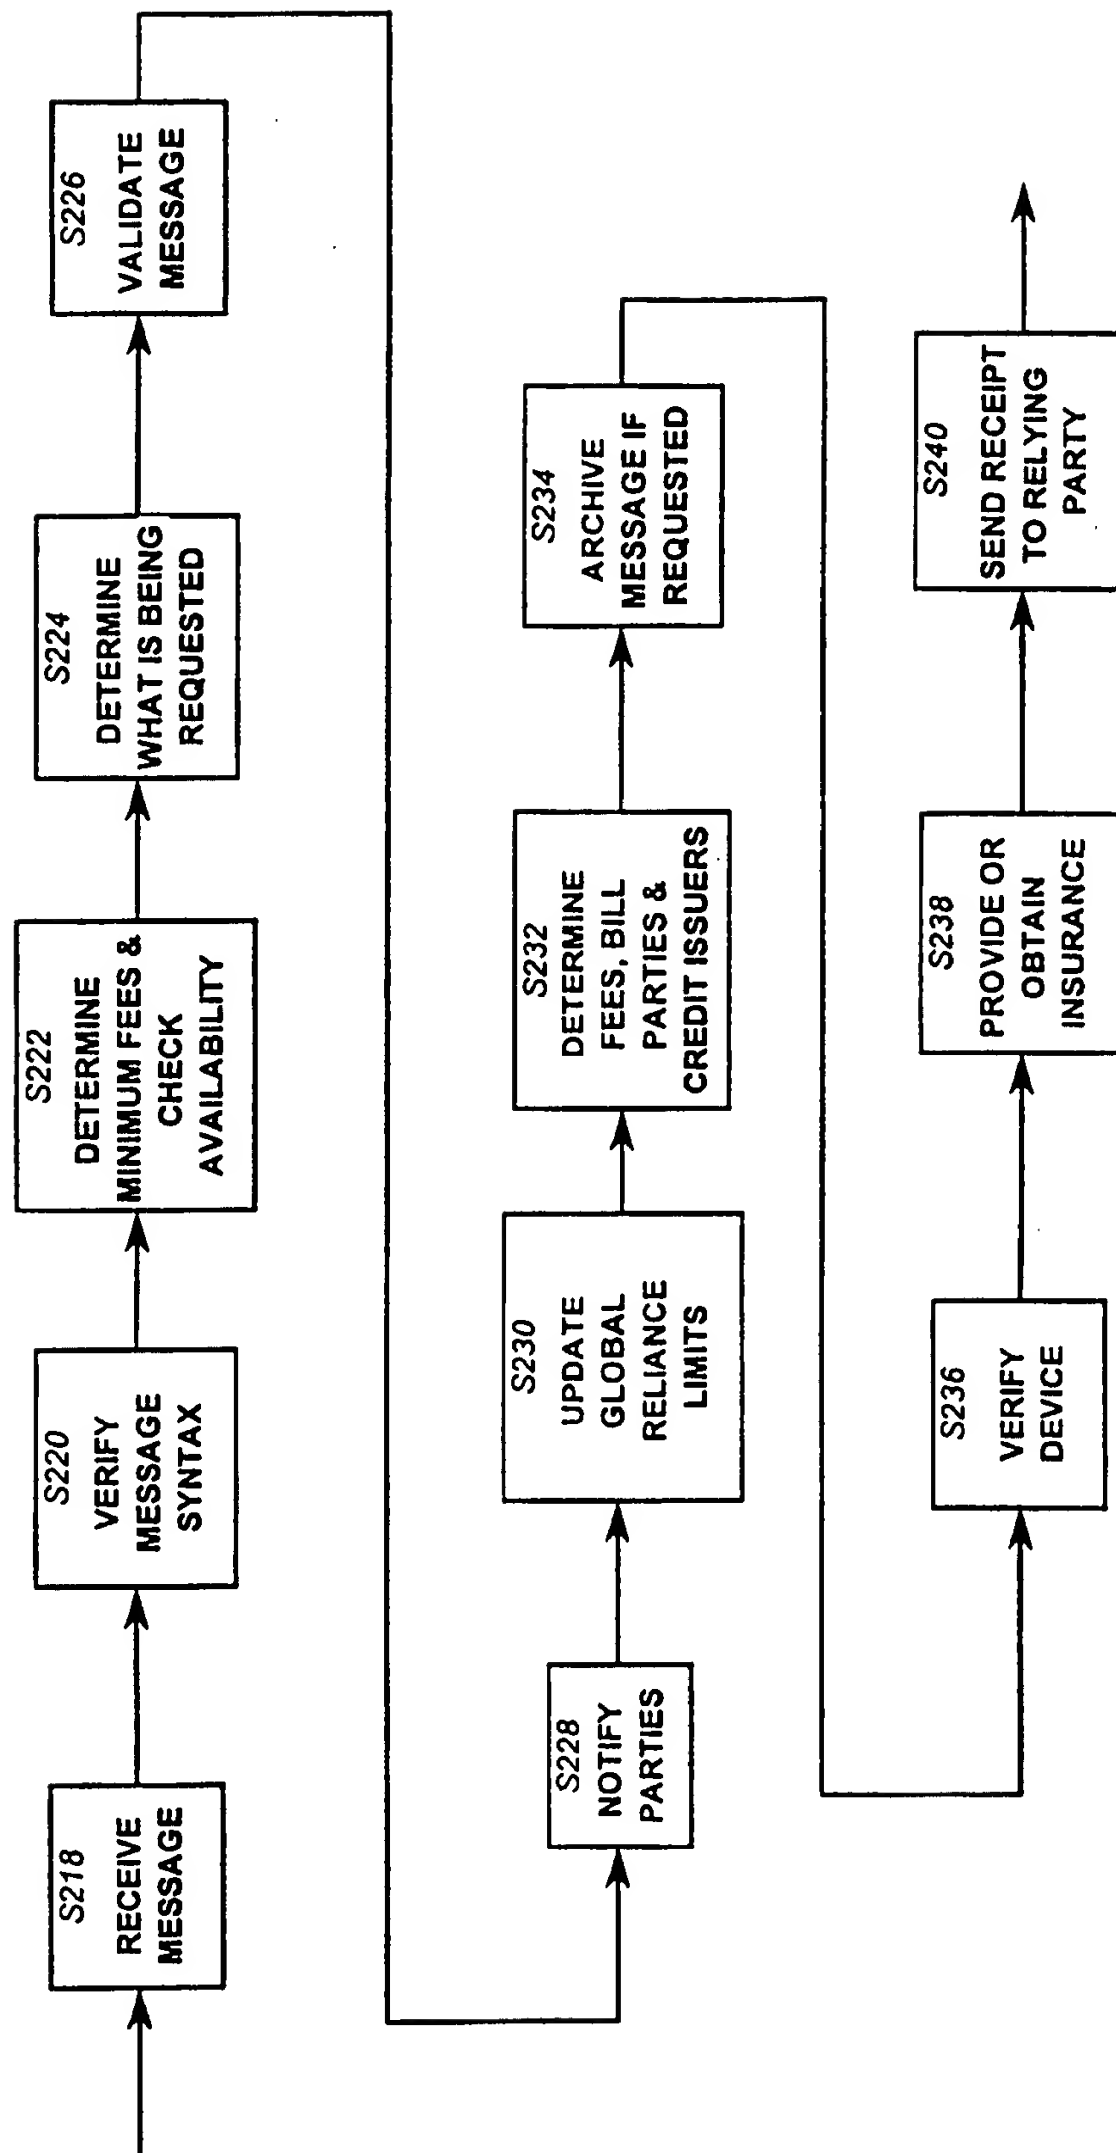 S218
RECEIVE
MESSAGE
S220
VERIFY
MESSAGE
SYNTAX
S222
DETERMINE
MINIMUM FEES &
CHECK
AVAILABILITY
S224
DETERMINE
WHAT IS BEING
REQUESTED
S226
VALIDATE
MESSAGE
S228
NOTIFY
PARTIES
S230
UPDATE
GLOBAL
RELIANCE
LIMITS
S232
DETERMINE
FEES, BILL
PARTIES &
CREDIT ISSUERS
S234
ARCHIVE
MESSAGE IF
REQUESTED
S236
VERIFY
DEVICE
S238
PROVIDE OR
OBTAIN
INSURANCE
S240
SEND RECEIPT
TO RELYING
PARTY